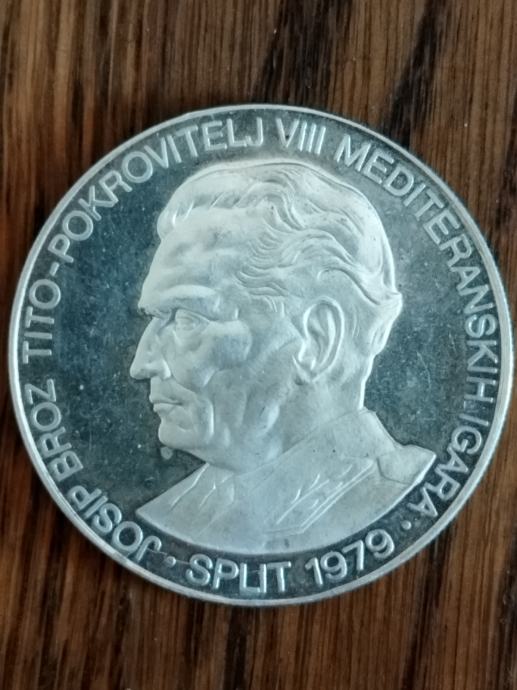 JOSIP BROZ TITO-POKROVITELJ VIII MEDITERANSKIH IGARA ·
SPLIT 1979 ·